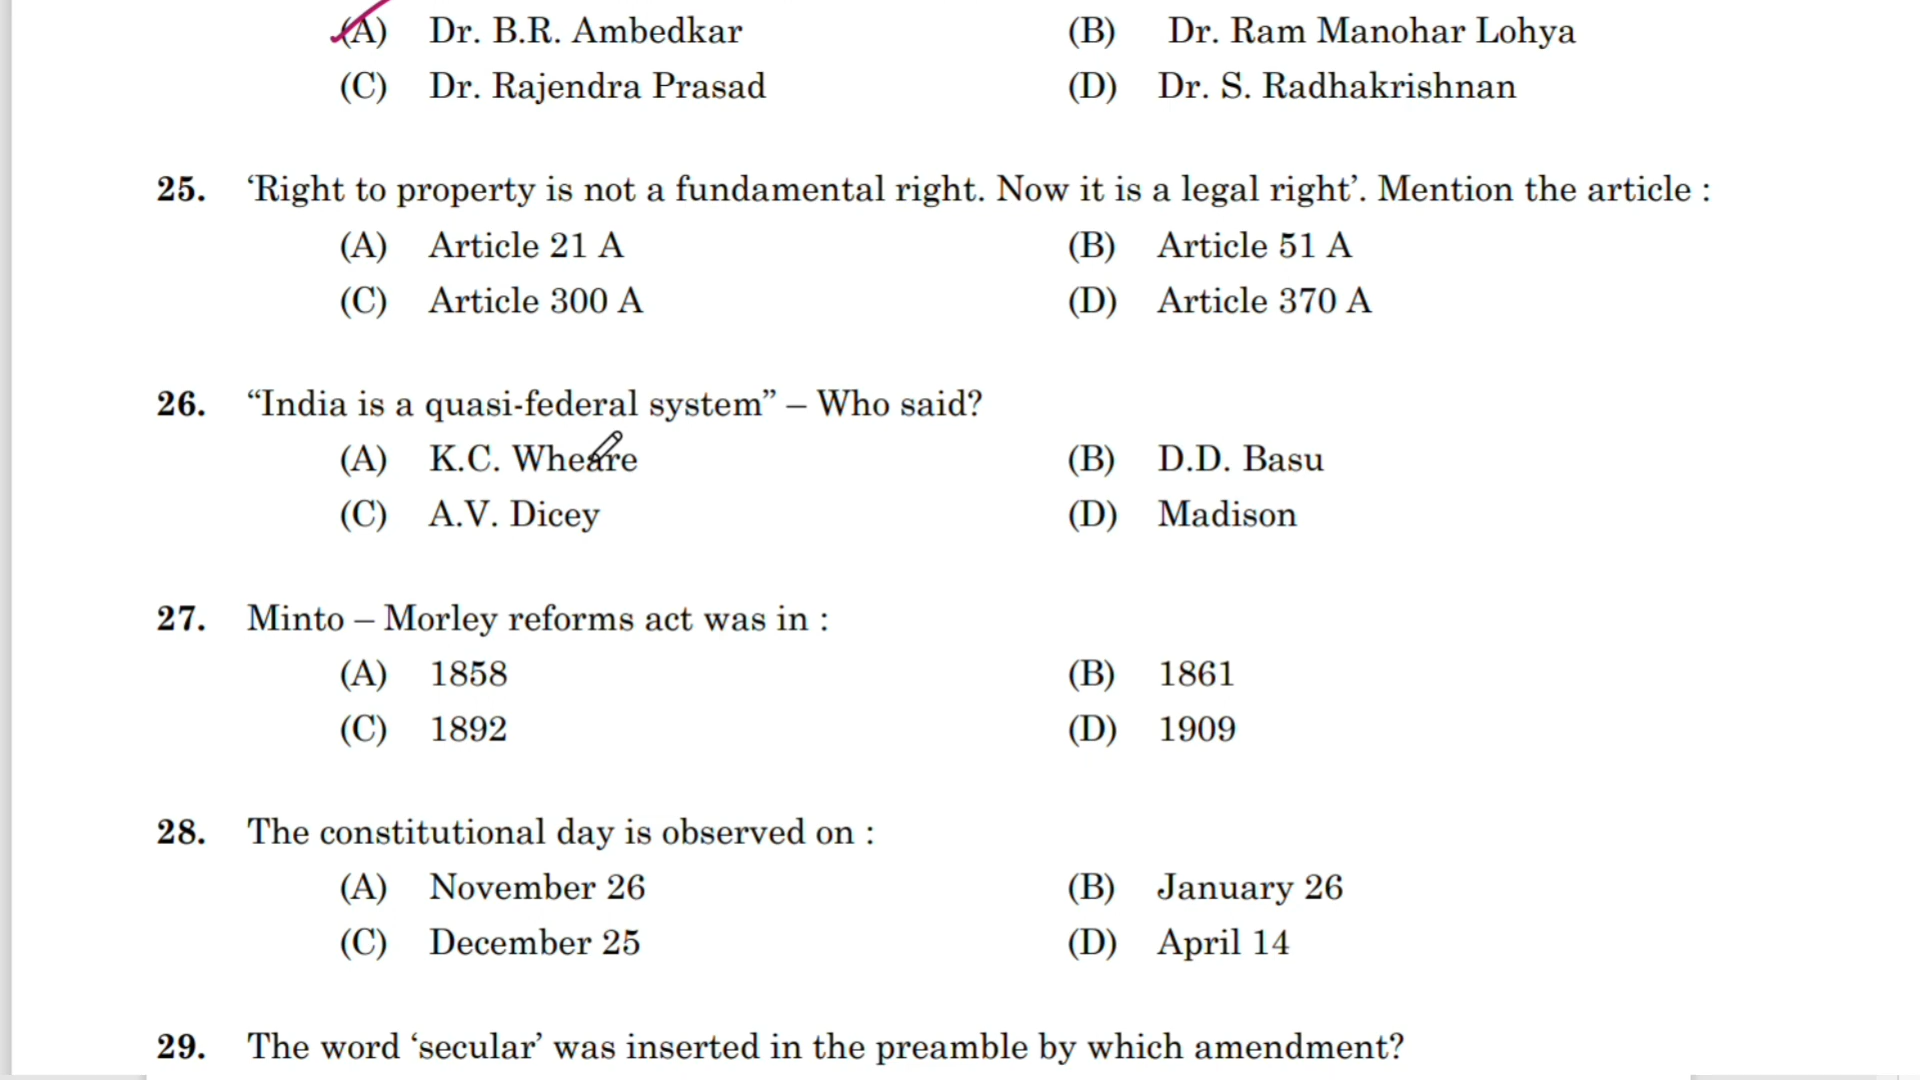 (A) Dr. B.R. Ambedkar (B) Dr. Ram Manohar Lohya
(C) Dr. Rajendra Prasad (D) Dr. S. Radhakrishnan
25. ‘Right to property is not a fundamental right. Now it is a legal right’. Mention the article :
(A) Article 21 A (B) Article 51 A
(C) Article 300 A (D) Article 370 A
26. “India is a quasi-federal system” – Who said?
(A) K.C. Wheare (B) D.D. Basu
(C) A.V. Dicey (D) Madison
27. Minto – Morley reforms act was in :
(A) 1858 (B) 1861
(C) 1892 (D) 1909
28. The constitutional day is observed on :
(A) November 26 (B) January 26
(C) December 25 (D) April 14
29. The word ‘secular’ was inserted in the preamble by which amendment?